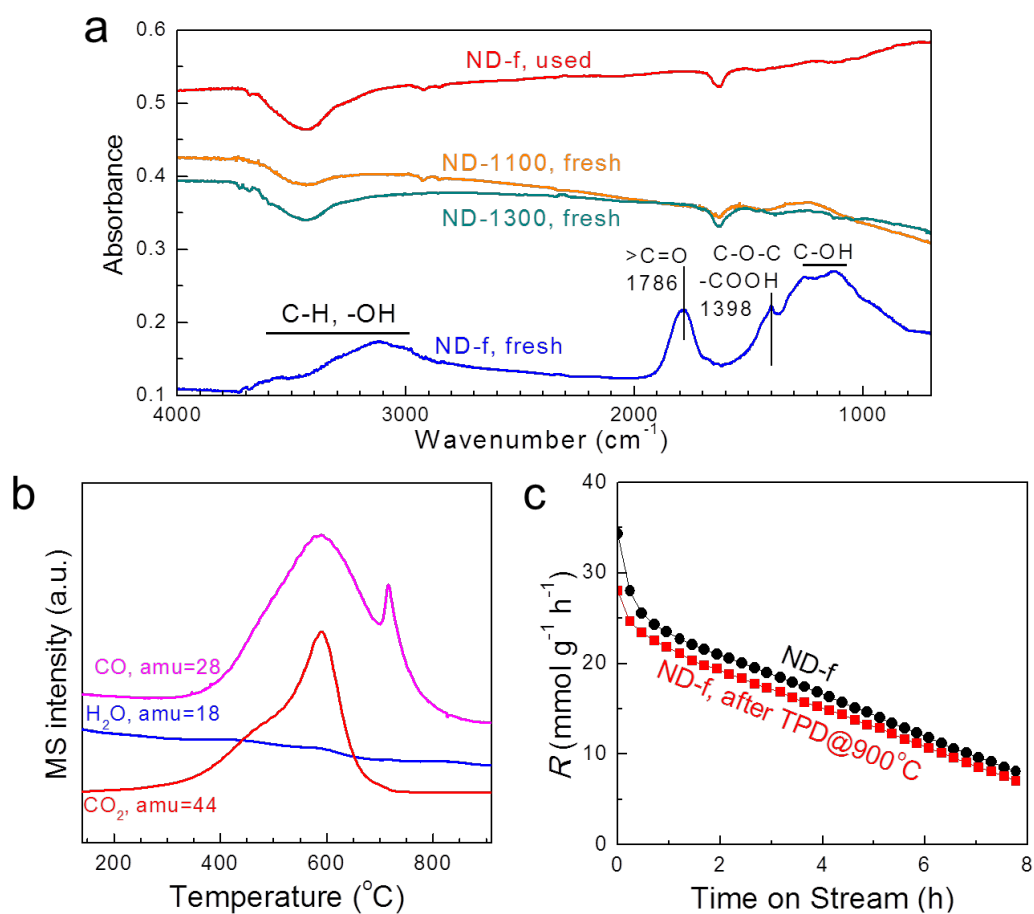 a
0.6
0.5
0.4
0.3
0.2
0.1
Absorbance
ND-f, used
ND-1100, fresh
ND-1300, fresh
>C=O
1786
C-O-C
-COOH
1398
C-OH
C-H, -OH
ND-f, fresh
4000 3000 2000 1000
Wavenumber (cm⁻¹)
b
MS intensity (a.u.)
CO, amu=28
H₂O, amu=18
CO₂, amu=44
200 400 600 800
Temperature (°C)
c
40
30
20
10
0
R (mmol g⁻¹ h⁻¹)
ND-f
ND-f, after TPD@900°C
0 2 4 6 8
Time on Stream (h)